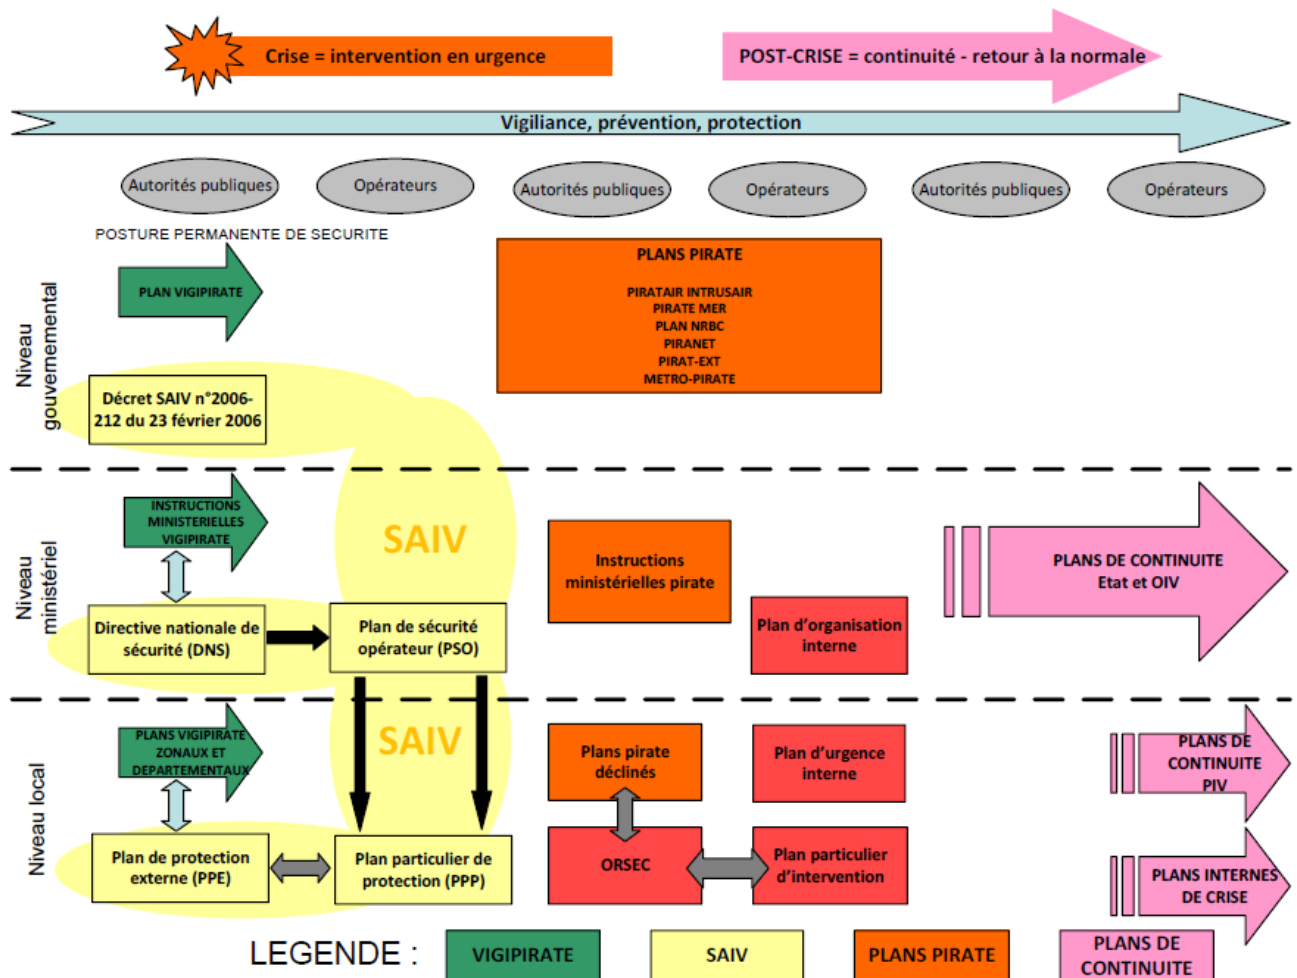 Crise = intervention en urgence
POST-CRISE = continuité - retour à la normale
Vigiliance, prévention, protection
Autorités publiques
Opérateurs
Autorités publiques
Opérateurs
Autorités publiques
Opérateurs
POSTURE PERMANENTE DE SECURITE
Niveau
gouvernemental
PLAN VIGIPIRATE
PLANS PIRATE
PIRATAIR INTRUSAIR
PIRATE MER
PLAN NRBC
PIRANET
PIRAT-EXT
METRO-PIRATE
Décret SAIV n°2006-
212 du 23 février 2006
Niveau
ministériel
INSTRUCTIONS
MINISTERIELLES
VIGIPIRATE
SAIV
Instructions
ministérielles pirate
PLANS DE CONTINUITE
Etat et OIV
Directive nationale de
sécurité (DNS)
Plan de sécurité
opérateur (PSO)
Plan d'organisation
interne
Niveau local
PLANS VIGIPIRATE
ZONAUX ET
DEPARTEMENTAUX
SAIV
Plans pirate
déclinés
Plan d'urgence
interne
PLANS DE
CONTINUITE
PIV
Plan de protection
externe (PPE)
Plan particulier de
protection (PPP)
ORSEC
Plan particulier
d'intervention
PLANS INTERNES
DE CRISE
LEGENDE :
VIGIPIRATE
SAIV
PLANS PIRATE
PLANS DE
CONTINUITE